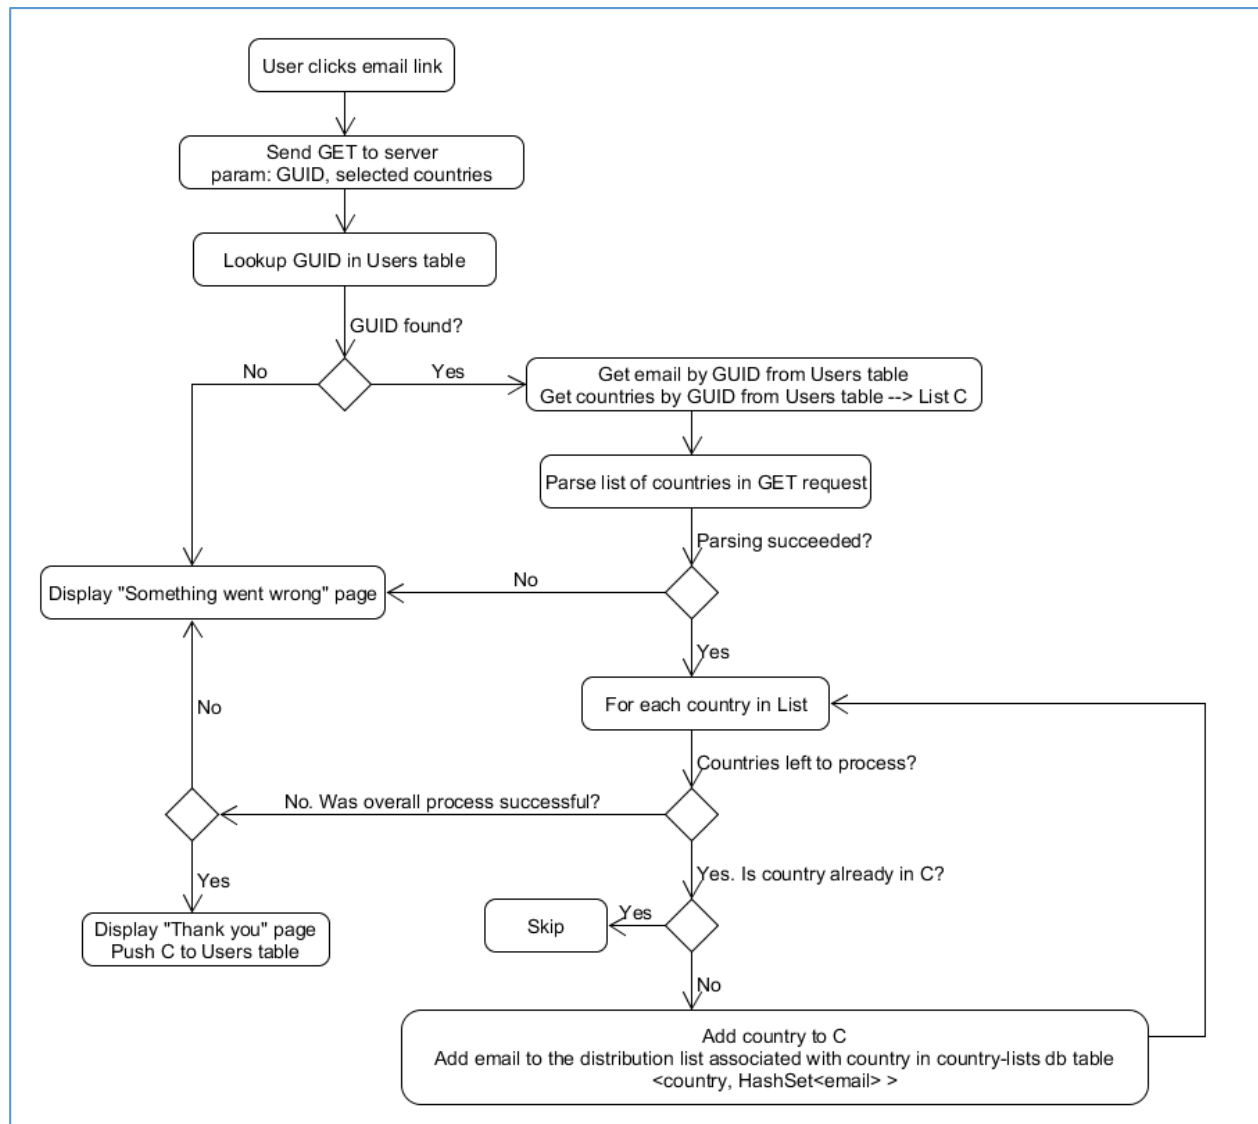 User clicks email link
Send GET to server
param: GUID, selected countries
Lookup GUID in Users table
GUID found?
No
Yes
Get email by GUID from Users table
Get countries by GUID from Users table --> List C
Parse list of countries in GET request
Parsing succeeded?
No
Display "Something went wrong" page
Yes
For each country in List
No
Countries left to process?
No. Was overall process successful?
Yes. Is country already in C?
Yes
Display "Thank you" page
Push C to Users table
Yes
Skip
No
Add country to C
Add email to the distribution list associated with country in country-lists db table
<country, HashSet<email> >